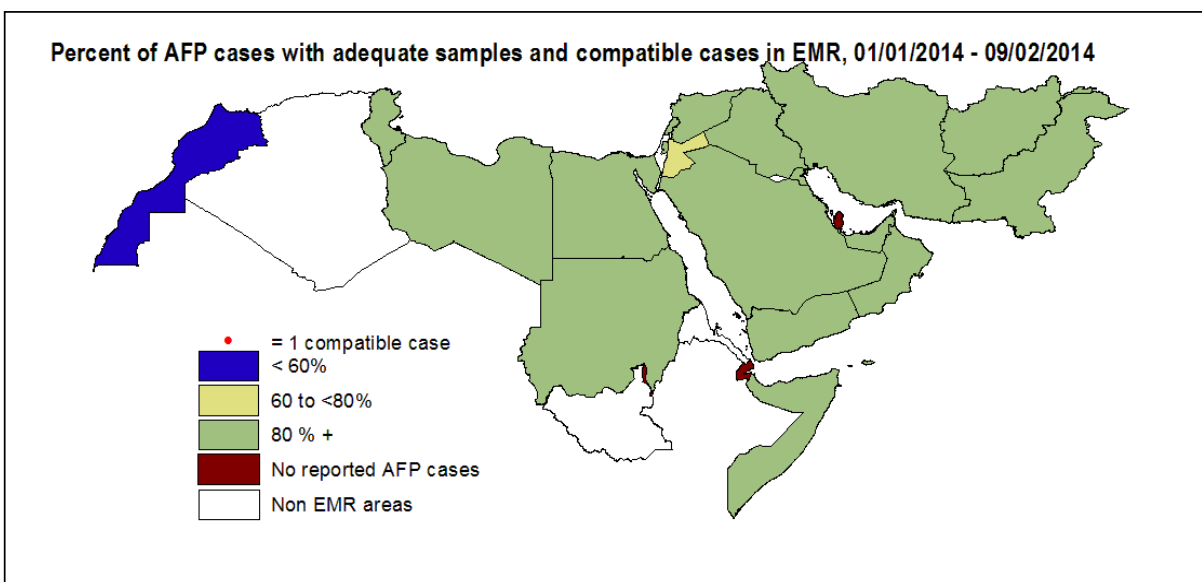 Percent of AFP cases with adequate samples and compatible cases in EMR, 01/01/2014 - 09/02/2014
= 1 compatible case
< 60%
60 to <80%
80 % +
No reported AFP cases
Non EMR areas